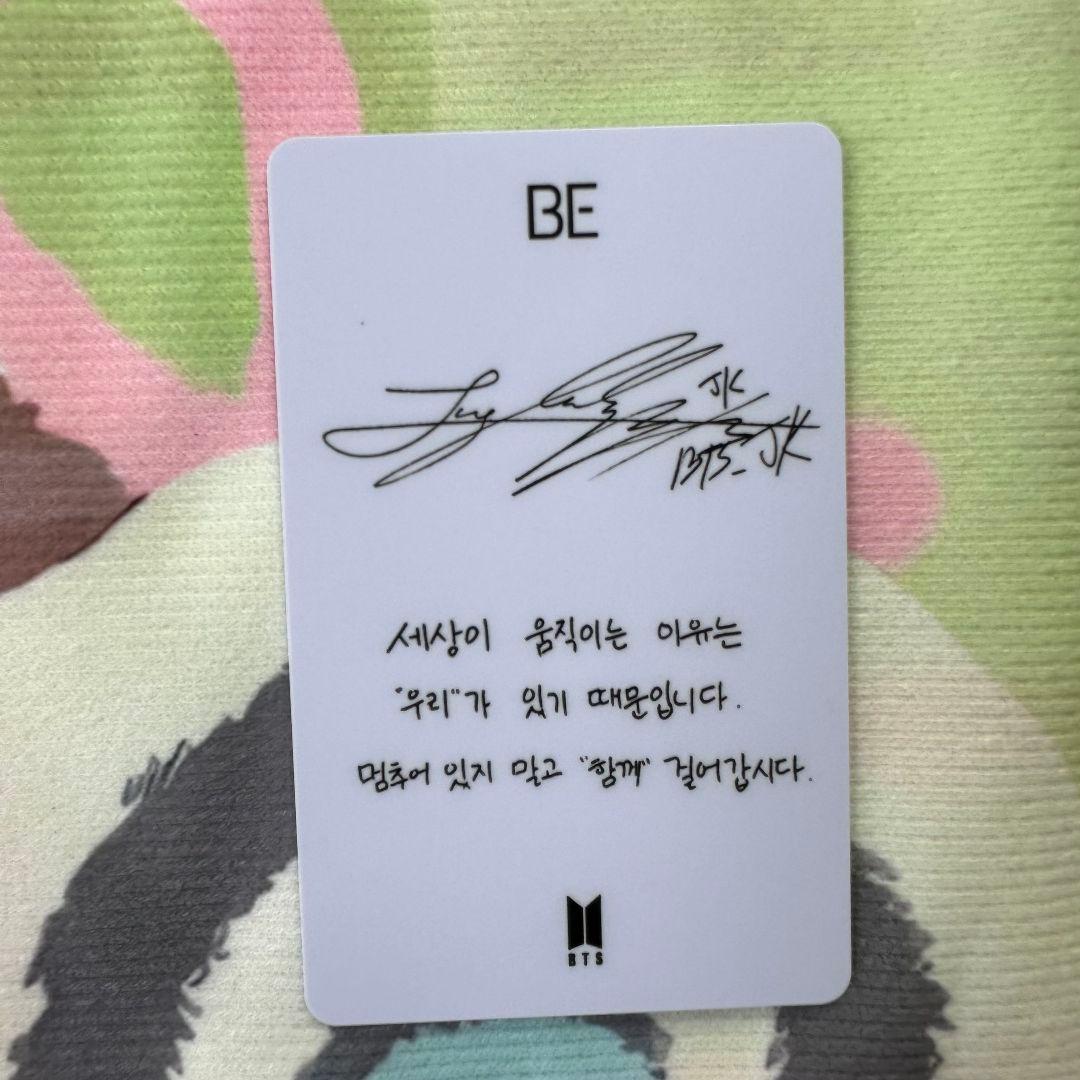 BE
JK
BTS_JK
세상이 움직이는 이유는
"우리"가 있기 때문입니다.
멈추어 있지 말고 "함께" 걸어갑시다.
BTS